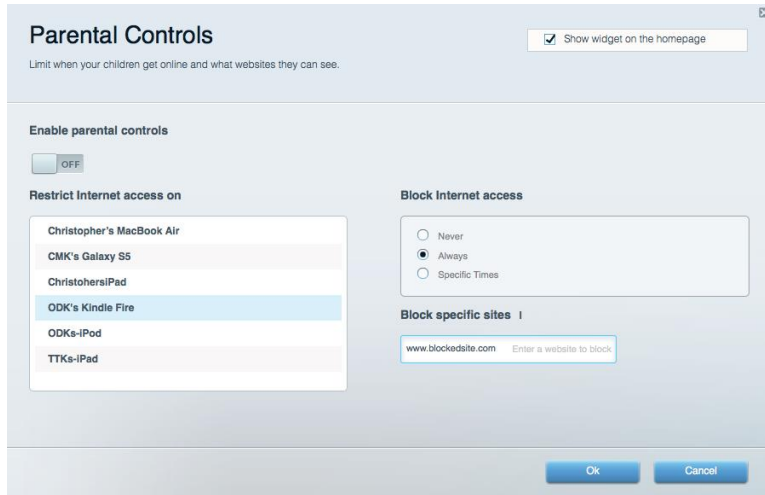 Parental Controls
Show widget on the homepage
Limit when your children get online and what websites they can see.
Enable parental controls
OFF
Restrict Internet access on
Christopher's MacBook Air
CMK's Galaxy S5
ChristohersiPad
ODK's Kindle Fire
ODKs-iPod
TTKs-iPad
Block Internet access
Never
Always
Specific Times
Block specific sites I
www.blockedsite.com Enter a website to block
Ok Cancel